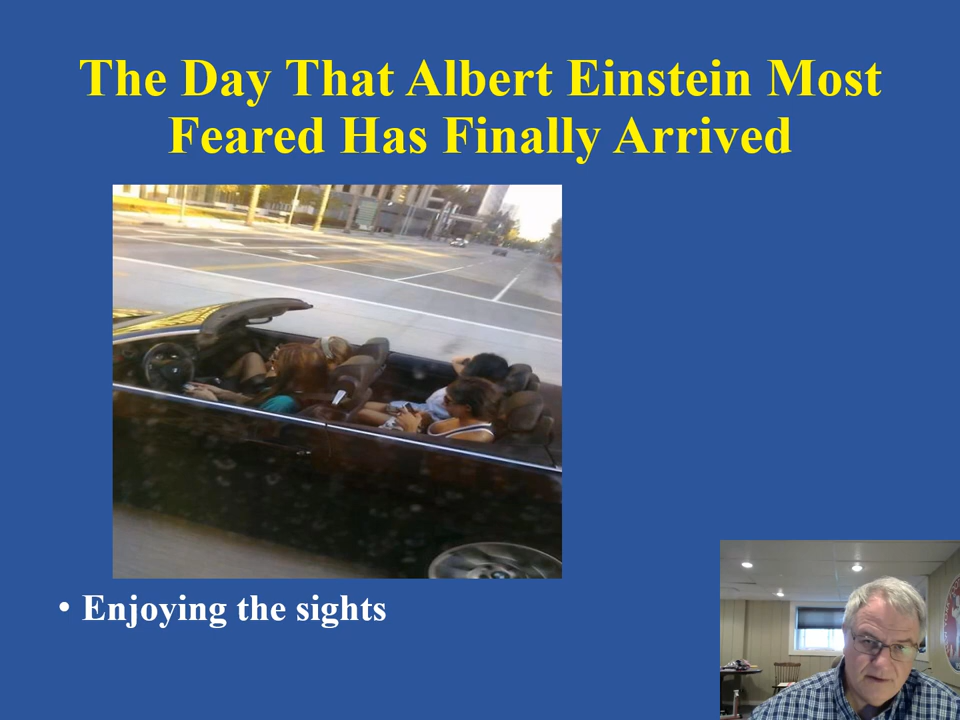 The Day That Albert Einstein Most
Feared Has Finally Arrived
• Enjoying the sights